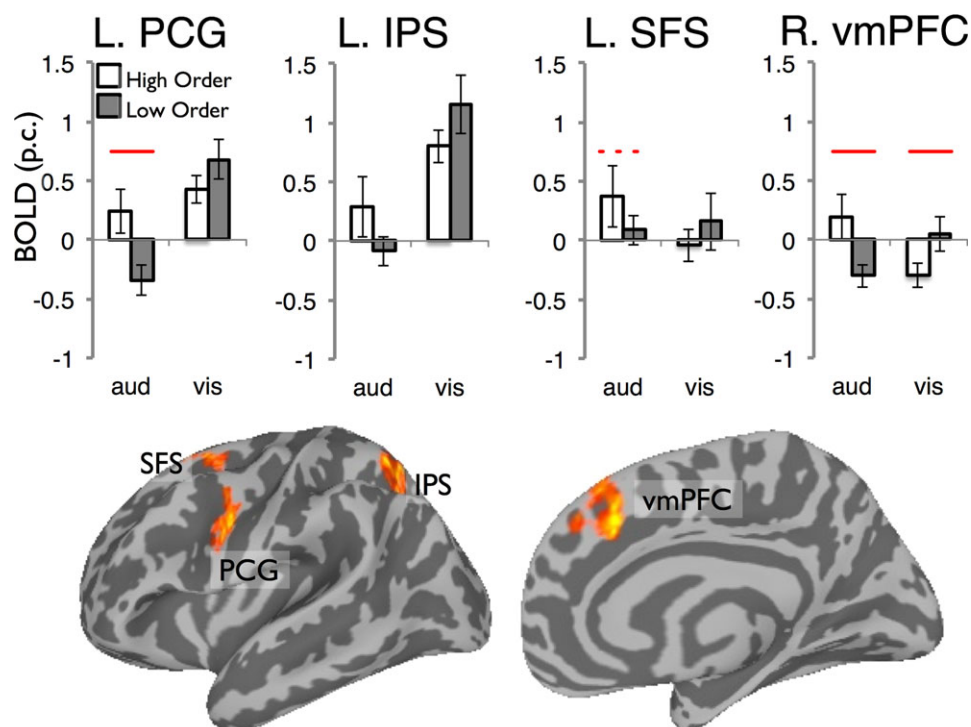 L. PCG
L. IPS
L. SFS
R. vmPFC
BOLD (p.c.)
1.5
1
0.5
0
-0.5
-1
High Order
Low Order
aud vis
1.5
1
0.5
0
-0.5
-1
aud vis
1.5
1
0.5
0
-0.5
-1
aud vis
1.5
1
0.5
0
-0.5
-1
aud vis
SFS
IPS
PCG
vmPFC